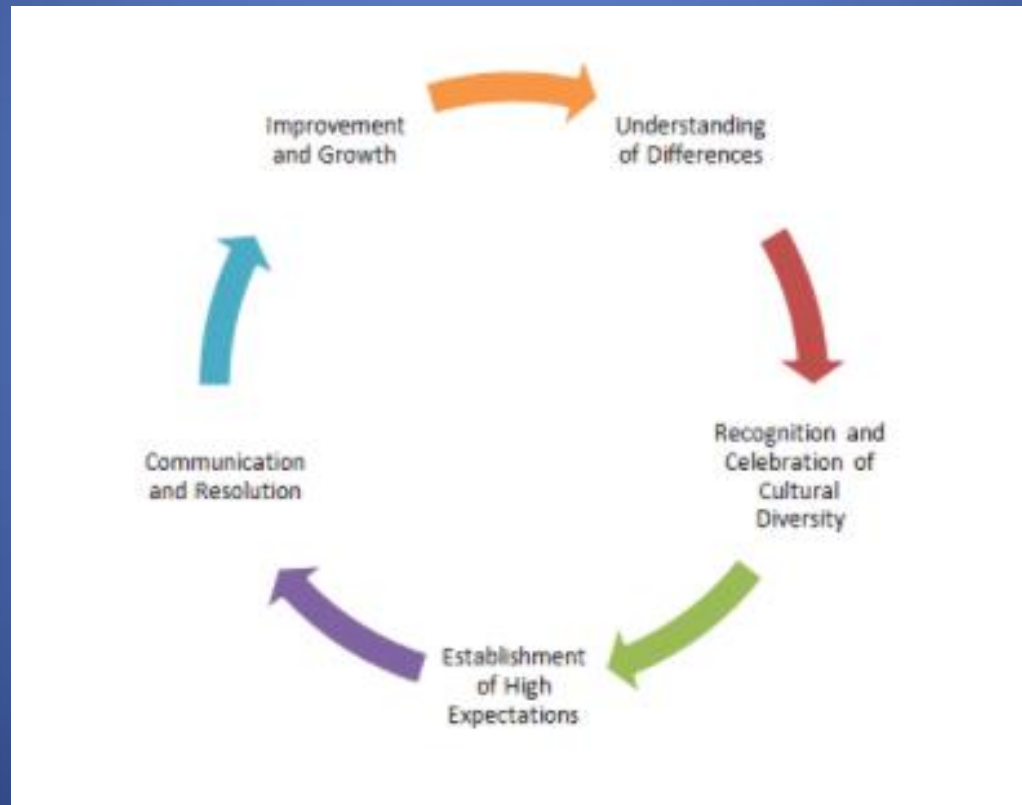 Improvement
and Growth
Understanding
of Differences
Recognition and
Celebration of
Cultural
Diversity
Establishment
of High
Expectations
Communication
and Resolution